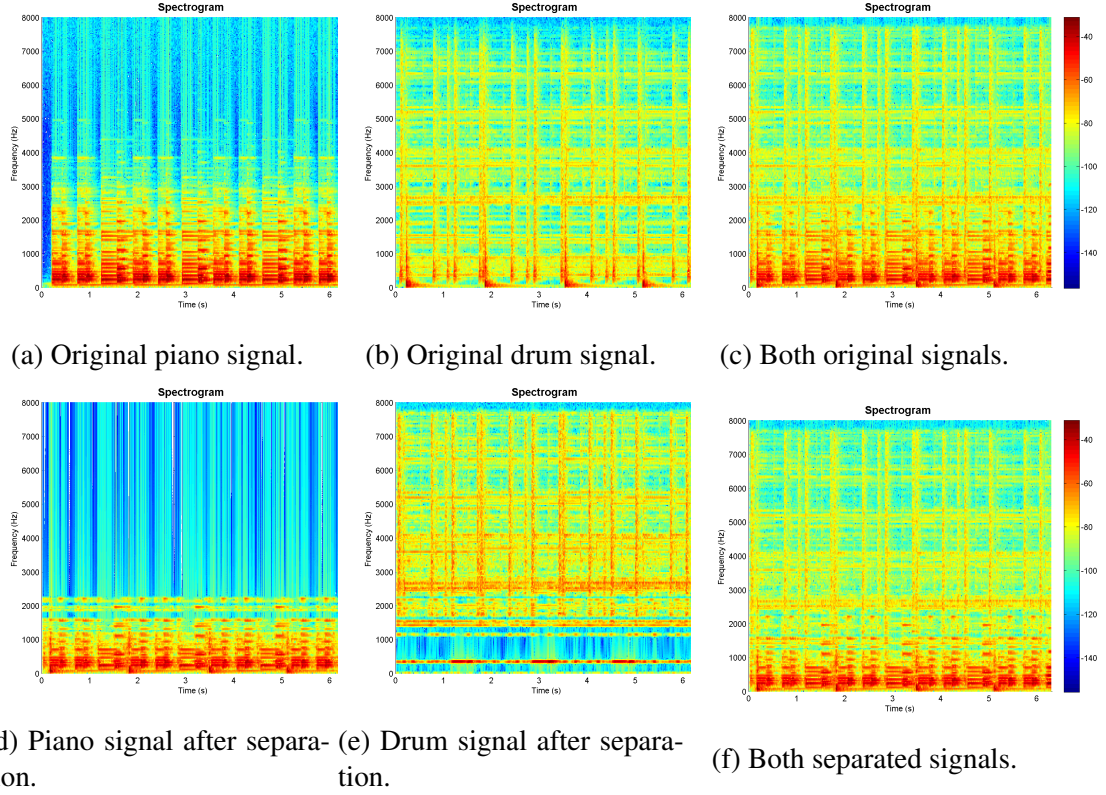 Spectrogram
8000
7000
6000
5000
4000
3000
2000
1000
0
Frequency (Hz)
0 1 2 3 4 5 6
Time (s)
(a) Original piano signal.
Spectrogram
8000
7000
6000
5000
4000
3000
2000
1000
0
Frequency (Hz)
0 1 2 3 4 5 6
Time (s)
(b) Original drum signal.
Spectrogram
8000
7000
6000
5000
4000
3000
2000
1000
0
Frequency (Hz)
0 1 2 3 4 5 6
Time (s)
-40
-60
-80
-100
-120
-140
(c) Both original signals.
Spectrogram
8000
7000
6000
5000
4000
3000
2000
1000
0
Frequency (Hz)
0 1 2 3 4 5 6
Time (s)
d) Piano signal after separa-
on.
Spectrogram
8000
7000
6000
5000
4000
3000
2000
1000
0
Frequency (Hz)
0 1 2 3 4 5 6
Time (s)
(e) Drum signal after separa-
tion.
Spectrogram
8000
7000
6000
5000
4000
3000
2000
1000
0
Frequency (Hz)
0 1 2 3 4 5 6
Time (s)
-40
-60
-80
-100
-120
-140
(f) Both separated signals.